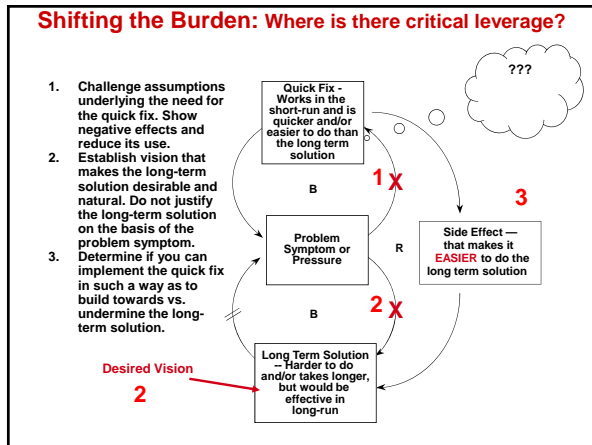 Shifting the Burden: Where is there critical leverage?
1. Challenge assumptions
underlying the need for
the quick fix. Show
negative effects and
reduce its use.
2. Establish vision that
makes the long-term
solution desirable and
natural. Do not justify
the long-term solution
on the basis of the
problem symptom.
3. Determine if you can
implement the quick fix
in such a way as to
build towards vs.
undermine the long-
term solution.
Quick Fix -
Works in the
short-run and is
quicker and/or
easier to do than
the long term
solution
???
B
1 X
3
Problem
Symptom or
Pressure
R
Side Effect —
that makes it
EASIER to do the
long term solution
B
2 X
Desired Vision
2
Long Term Solution
-- Harder to do
and/or takes longer,
but would be
effective in
long-run